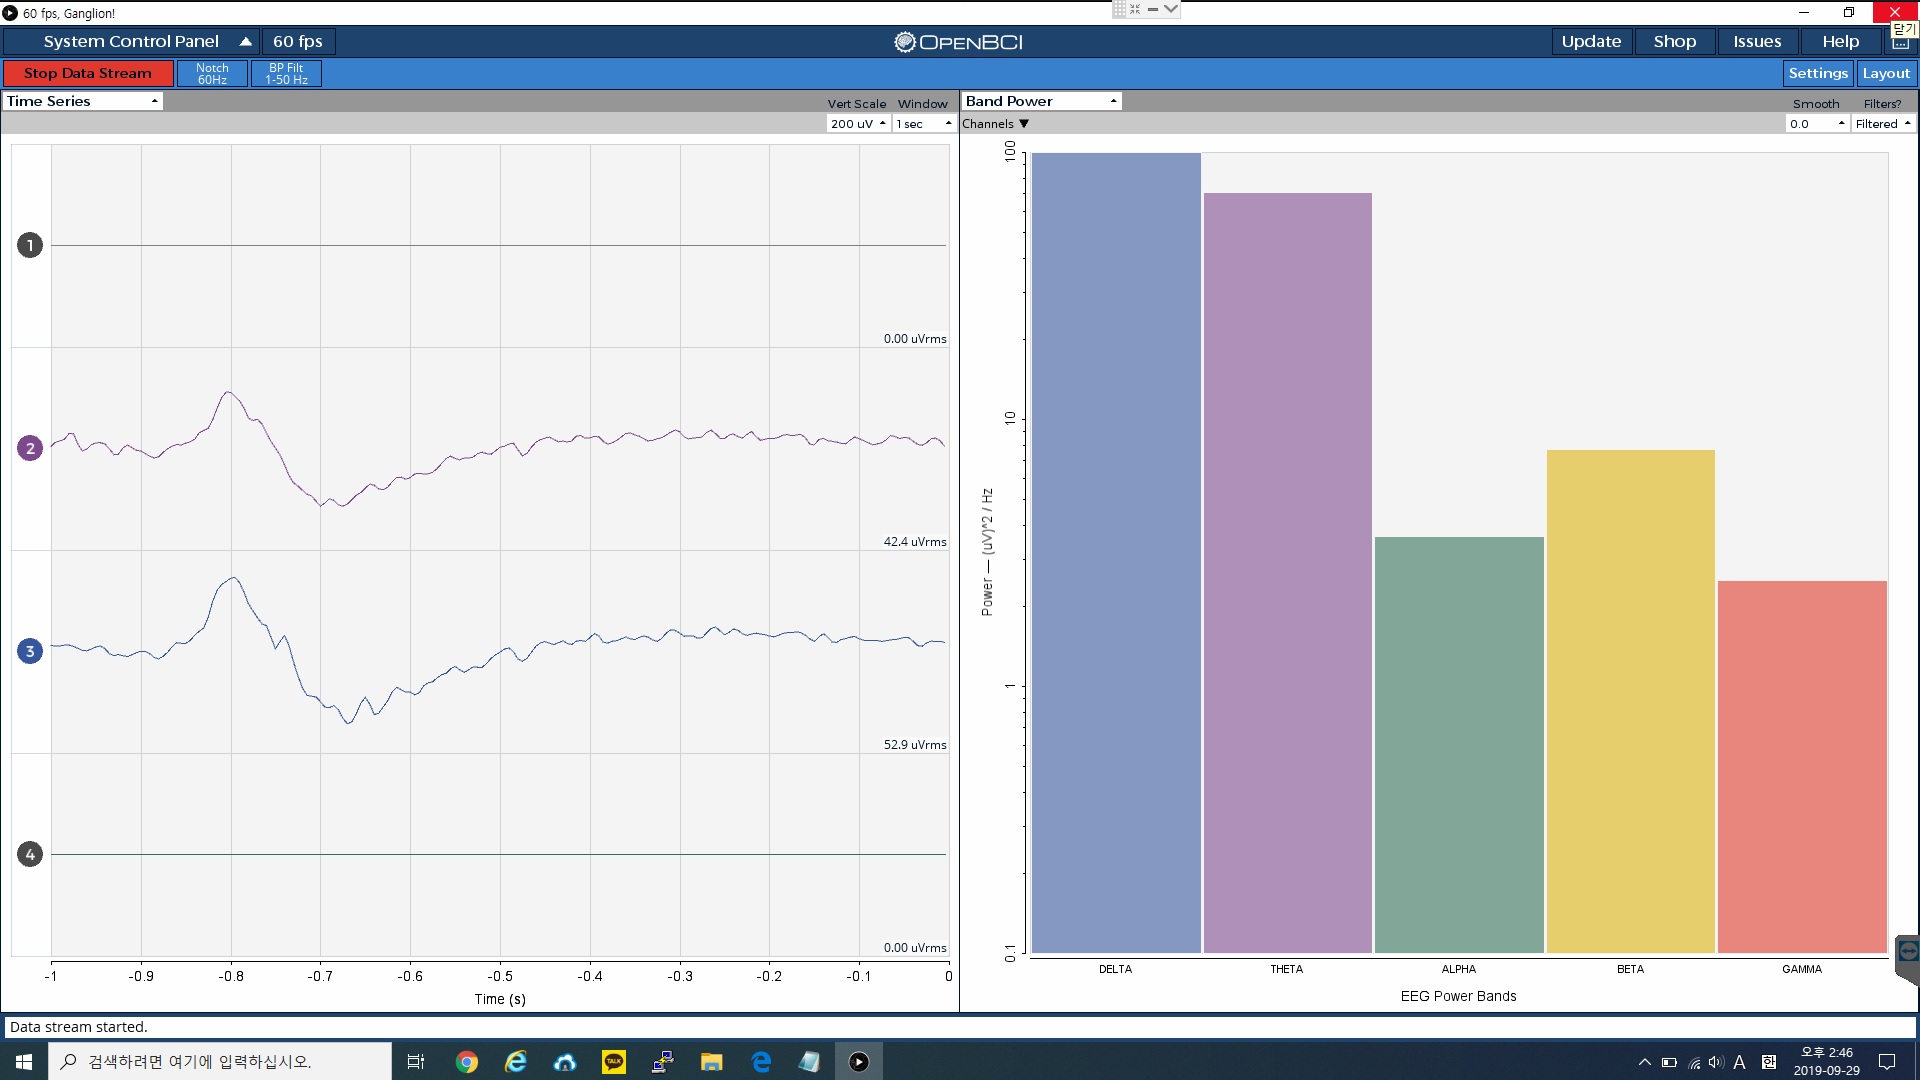 60 fps, Ganglion!
닫기
System Control Panel 60 fps OpenBCI Update Shop Issues Help
Stop Data Stream
Notch
60Hz
BP Filt
1-50 Hz
Settings Layout
Time Series
Vert Scale Window
200 uV 1 sec
1
0.00 uVrms
2
42.4 uVrms
3
52.9 uVrms
4
0.00 uVrms
-1 -0.9 -0.8 -0.7 -0.6 -0.5 -0.4 -0.3 -0.2 -0.1 0
Time (s)
Band Power
Smooth Filters?
Channels 0.0 Filtered
100
10
1
0.1
Power — (uV)^2 / Hz
DELTA THETA ALPHA BETA GAMMA
EEG Power Bands
Data stream started.
검색하려면 여기에 입력하십시오.
TALK
A 한
오후 2:46
2019-09-29